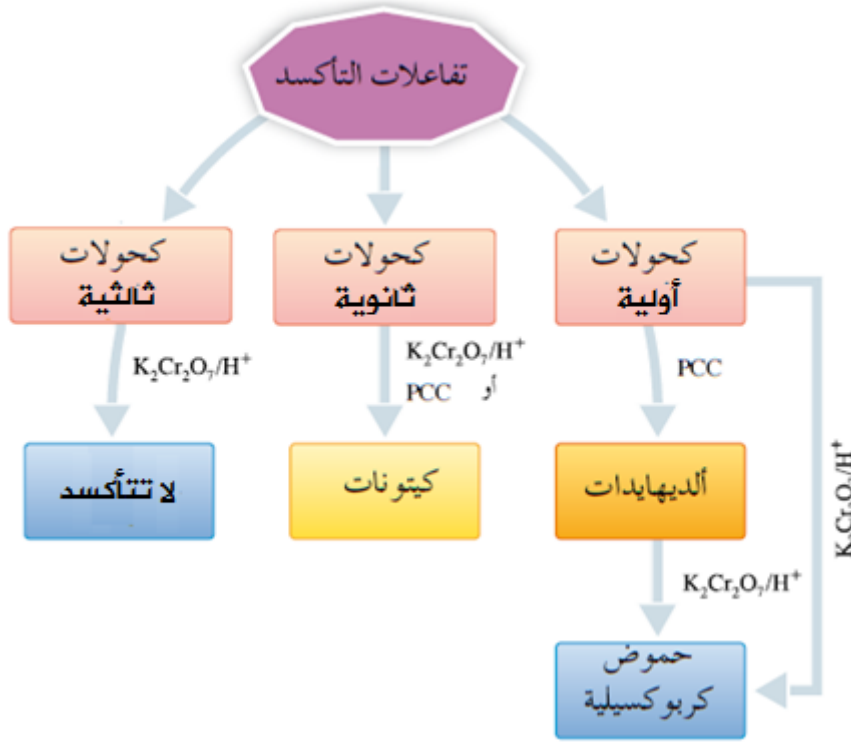 تفاعلات التأكسد
كحولات
أولية
كحولات
ثانوية
كحولات
ثالثية
PCC
K₂Cr₂O₇/H⁺
أو PCC
K₂Cr₂O₇/H⁺
K₂Cr₂O₇/H⁺
ألديهايدات
كيتونات
لا تتأكسد
K₂Cr₂O₇/H⁺
حموض
كربوكسيلية